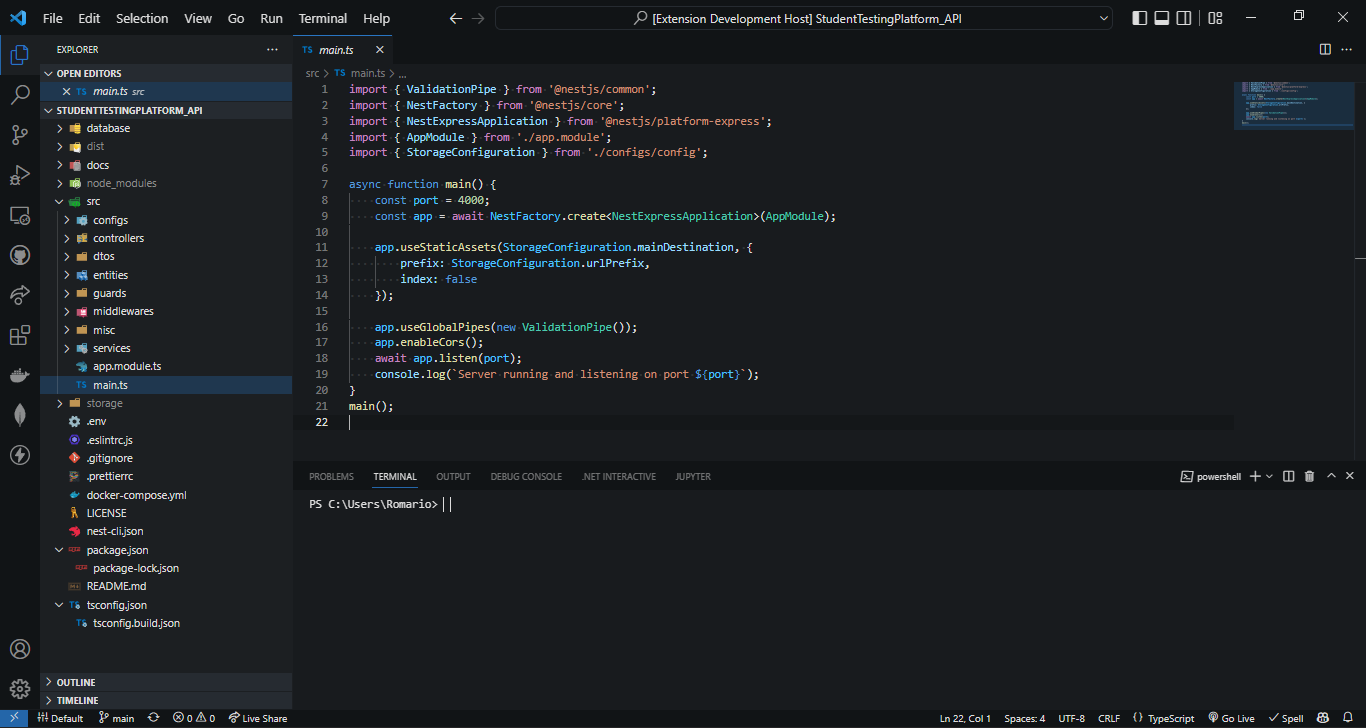 File Edit Selection View Go Run Terminal Help
[Extension Development Host] StudentTestingPlatform_API
EXPLORER
OPEN EDITORS
TS main.ts src
STUDENTTESTINGPLATFORM_API
database
dist
docs
node_modules
src
configs
controllers
dtos
entities
guards
middlewares
misc
services
app.module.ts
TS main.ts
storage
.env
.eslintrc.js
.gitignore
.prettierrc
docker-compose.yml
LICENSE
nest-cli.json
package.json
package-lock.json
README.md
tsconfig.json
tsconfig.build.json
OUTLINE
TIMELINE
TS main.ts
src > TS main.ts > ...
1 import { ValidationPipe } from '@nestjs/common';
2 import { NestFactory } from '@nestjs/core';
3 import { NestExpressApplication } from '@nestjs/platform-express';
4 import { AppModule } from './app.module';
5 import { StorageConfiguration } from './configs/config';
6
7 async function main() {
8 const port = 4000;
9 const app = await NestFactory.create<NestExpressApplication>(AppModule);
10
11 app.useStaticAssets(StorageConfiguration.mainDestination, {
12 prefix: StorageConfiguration.urlPrefix,
13 index: false
14 });
15
16 app.useGlobalPipes(new ValidationPipe());
17 app.enableCors();
18 await app.listen(port);
19 console.log(`Server running and listening on port ${port}`);
20 }
21 main();
22
PROBLEMS TERMINAL OUTPUT DEBUG CONSOLE .NET INTERACTIVE JUPYTER
powershell
PS C:\Users\Romario>
Default main 0 0 Live Share
Ln 22, Col 1 Spaces: 4 UTF-8 CRLF { } TypeScript Go Live Spell